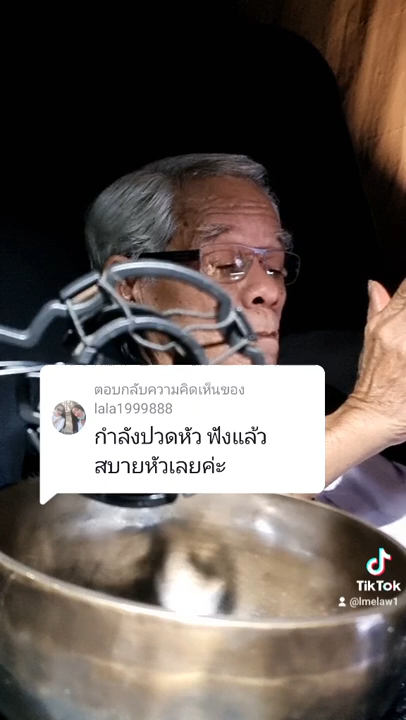 ตอบกลับความคิดเห็นของ
lala1999888
กำลังปวดหัว ฟังแล้ว
สบายหัวเลยค่ะ
TikTok
@lmelaw1